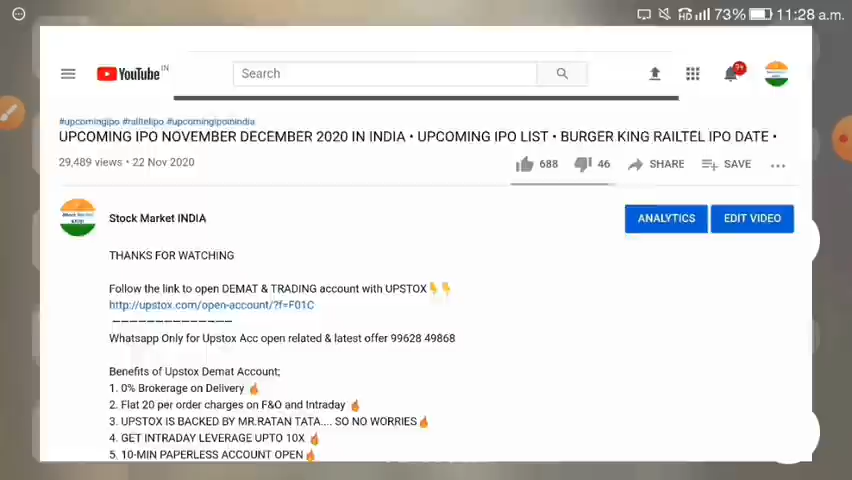 73% 11:28 a.m.
YouTube IN
Search
#upcomingipo #railtelipo #upcomingipoinindia
UPCOMING IPO NOVEMBER DECEMBER 2020 IN INDIA • UPCOMING IPO LIST • BURGER KING RAILTEL IPO DATE •
29,489 views • 22 Nov 2020
688 46 SHARE SAVE
Stock Market INDIA
ANALYTICS EDIT VIDEO
THANKS FOR WATCHING
Follow the link to open DEMAT & TRADING account with UPSTOX👇👇
http://upstox.com/open-account/?f=F01C
Whatsapp Only for Upstox Acc open related & latest offer 99628 49868
Benefits of Upstox Demat Account;
1. 0% Brokerage on Delivery 🔥
2. Flat 20 per order charges on F&O and Intraday 🔥
3. UPSTOX IS BACKED BY MR.RATAN TATA.... SO NO WORRIES🔥
4. GET INTRADAY LEVERAGE UPTO 10X 🔥
5. 10-MIN PAPERLESS ACCOUNT OPEN🔥